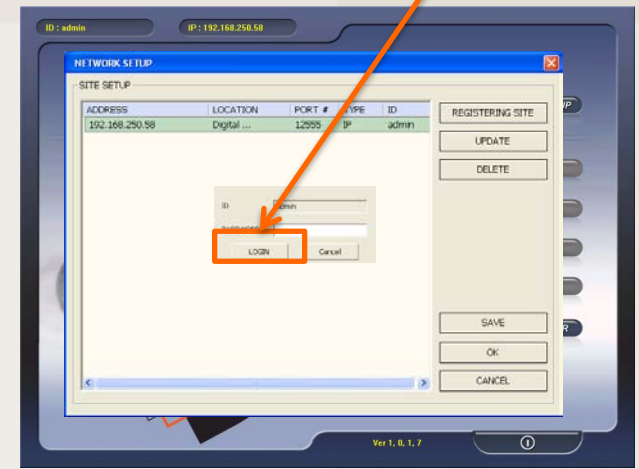 ID : admin IP : 192.168.250.58
NETWORK SETUP
SITE SETUP
ADDRESS LOCATION PORT # TYPE ID
192.168.250.58 Digital ... 12555 IP admin
REGISTERING SITE
UPDATE
DELETE
ID admin
LOGIN Cancel
SAVE
OK
CANCEL
Ver 1, 0, 1, 7